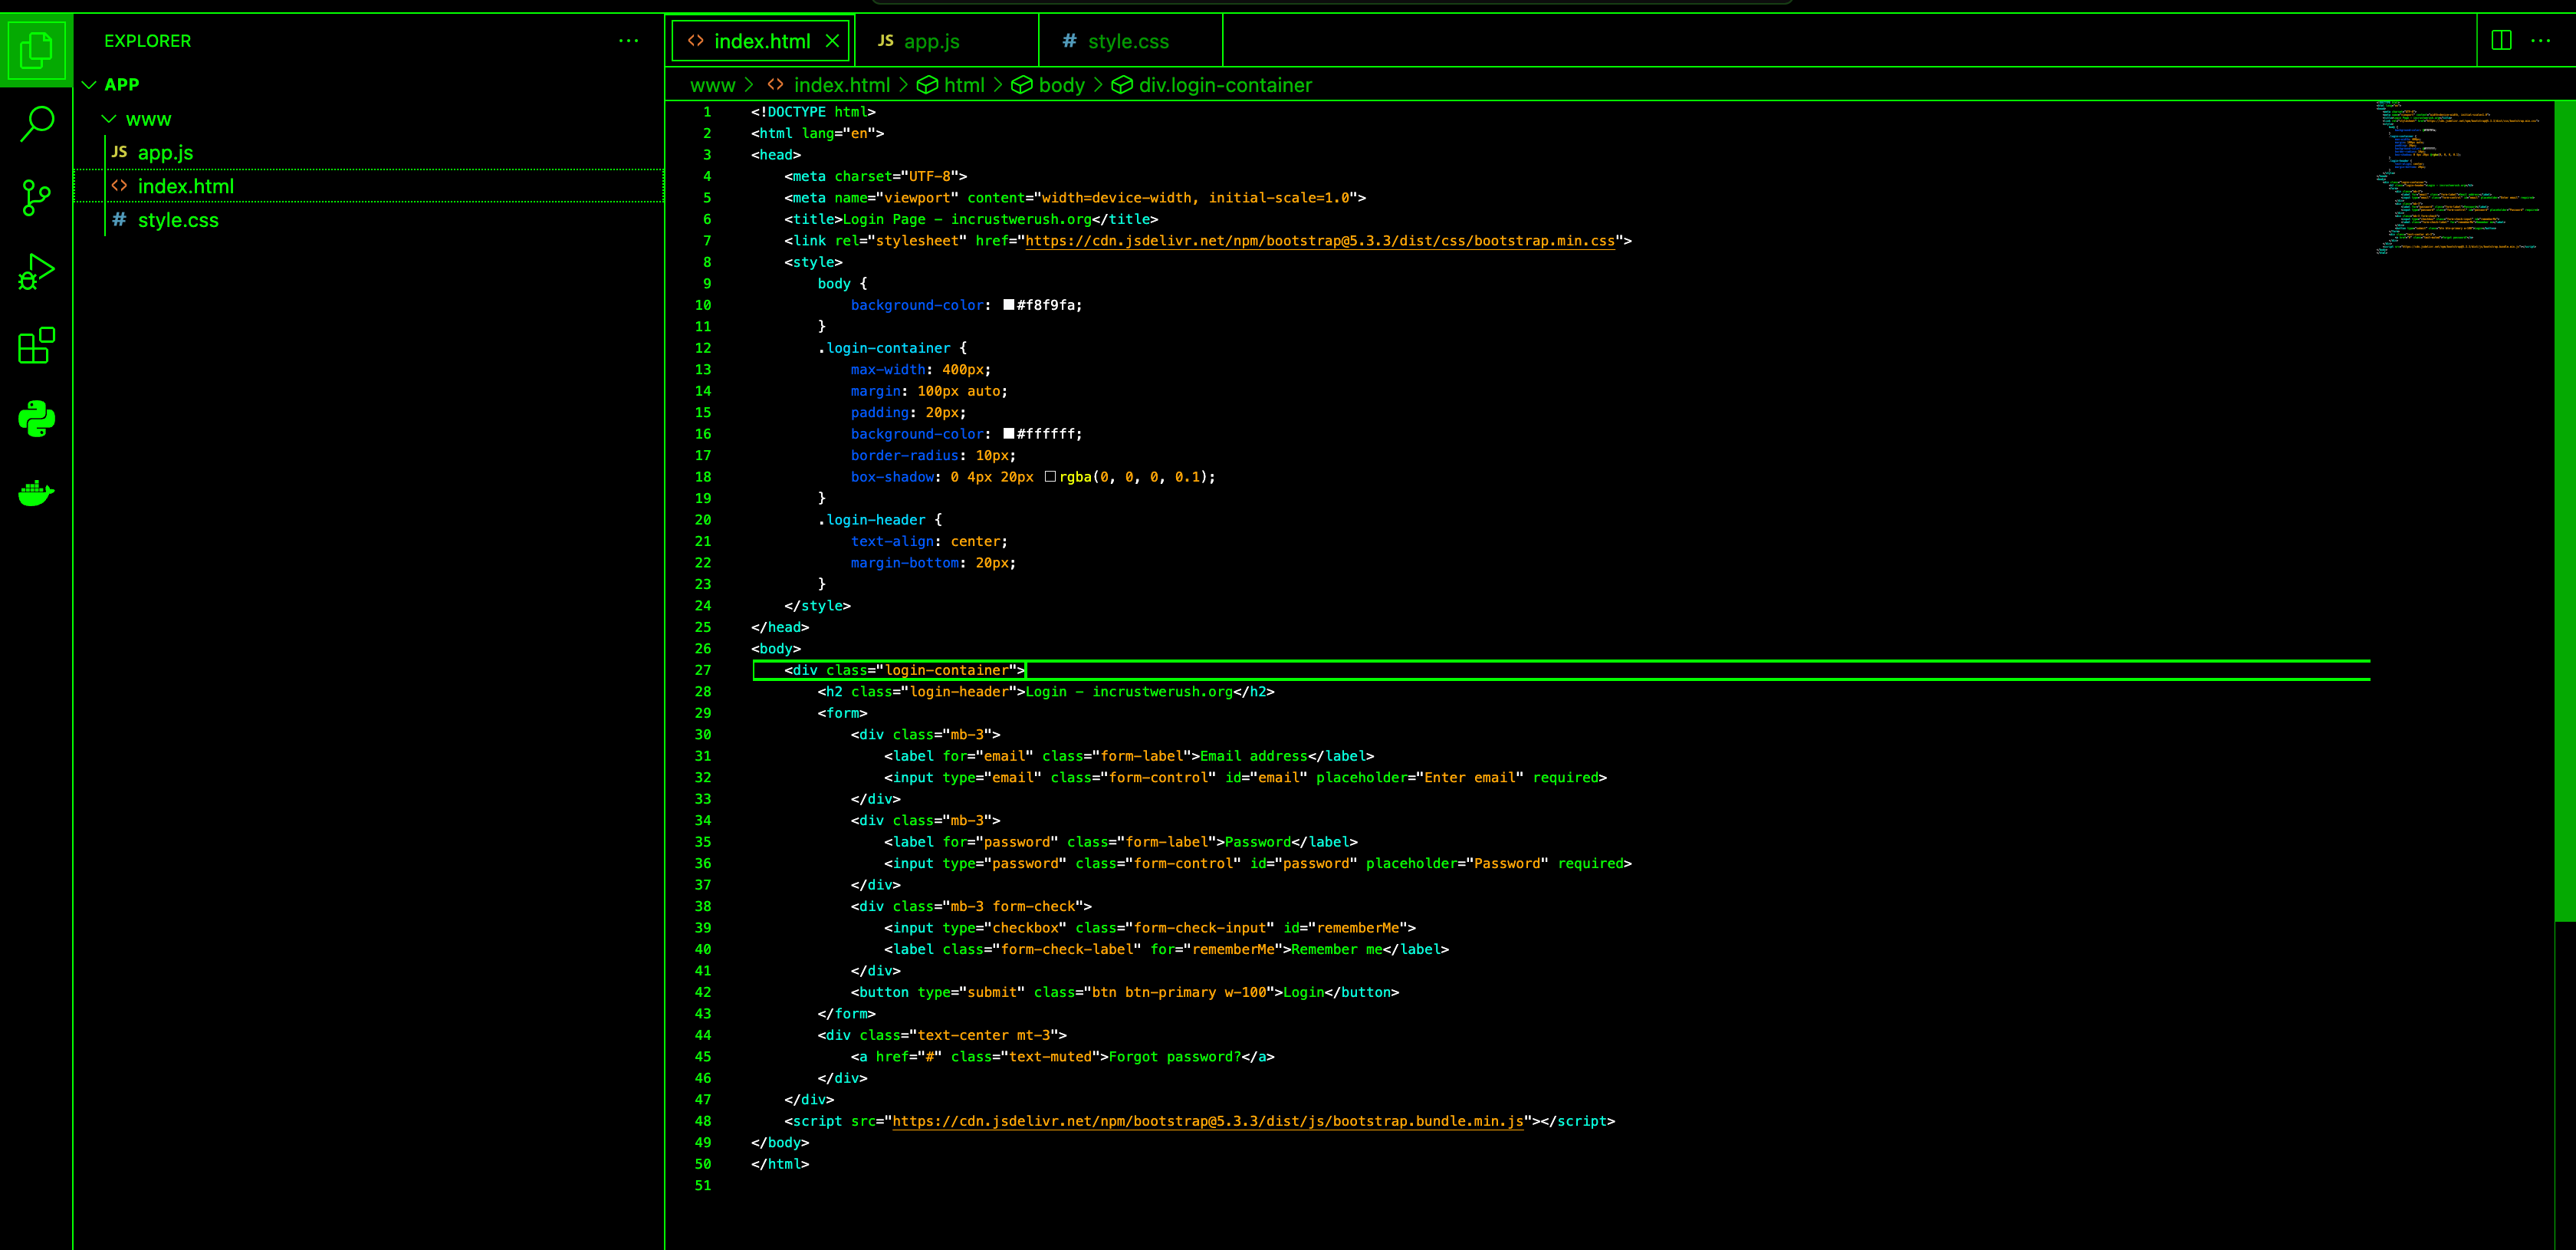 EXPLORER
APP
www
JS app.js
<> index.html
# style.css
<> index.html
JS app.js
# style.css
www > <> index.html > html > body > div.login-container
1 <!DOCTYPE html>
2 <html lang="en">
3 <head>
4 <meta charset="UTF-8">
5 <meta name="viewport" content="width=device-width, initial-scale=1.0">
6 <title>Login Page - incrustwerush.org</title>
7 <link rel="stylesheet" href="https://cdn.jsdelivr.net/npm/bootstrap@5.3.3/dist/css/bootstrap.min.css">
8 <style>
9 body {
10 background-color: #f8f9fa;
11 }
12 .login-container {
13 max-width: 400px;
14 margin: 100px auto;
15 padding: 20px;
16 background-color: #ffffff;
17 border-radius: 10px;
18 box-shadow: 0 4px 20px rgba(0, 0, 0, 0.1);
19 }
20 .login-header {
21 text-align: center;
22 margin-bottom: 20px;
23 }
24 </style>
25 </head>
26 <body>
27 <div class="login-container">
28 <h2 class="login-header">Login - incrustwerush.org</h2>
29 <form>
30 <div class="mb-3">
31 <label for="email" class="form-label">Email address</label>
32 <input type="email" class="form-control" id="email" placeholder="Enter email" required>
33 </div>
34 <div class="mb-3">
35 <label for="password" class="form-label">Password</label>
36 <input type="password" class="form-control" id="password" placeholder="Password" required>
37 </div>
38 <div class="mb-3 form-check">
39 <input type="checkbox" class="form-check-input" id="rememberMe">
40 <label class="form-check-label" for="rememberMe">Remember me</label>
41 </div>
42 <button type="submit" class="btn btn-primary w-100">Login</button>
43 </form>
44 <div class="text-center mt-3">
45 <a href="#" class="text-muted">Forgot password?</a>
46 </div>
47 </div>
48 <script src="https://cdn.jsdelivr.net/npm/bootstrap@5.3.3/dist/js/bootstrap.bundle.min.js"></script>
49 </body>
50 </html>
51